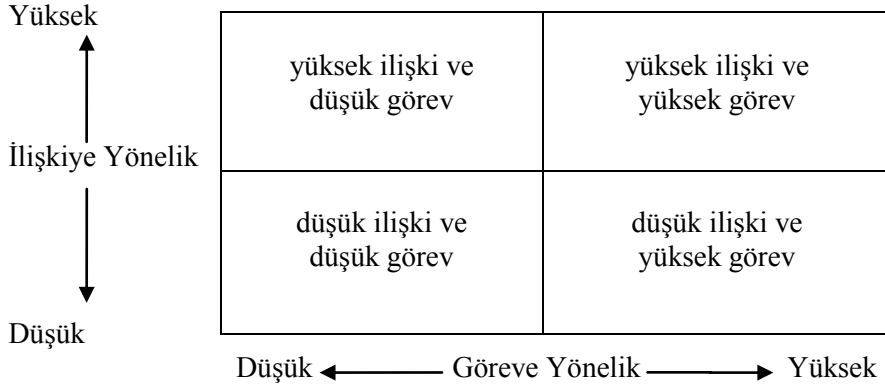 Yüksek
yüksek ilişki ve
düşük görev
yüksek ilişki ve
yüksek görev
İlişkiye Yönelik
düşük ilişki ve
düşük görev
düşük ilişki ve
yüksek görev
Düşük
Düşük Göreve Yönelik Yüksek